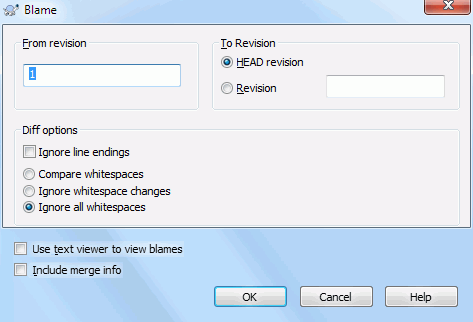 Blame
From revision
1
To Revision
HEAD revision
Revision
Diff options
Ignore line endings
Compare whitespaces
Ignore whitespace changes
Ignore all whitespaces
Use text viewer to view blames
Include merge info
OK
Cancel
Help